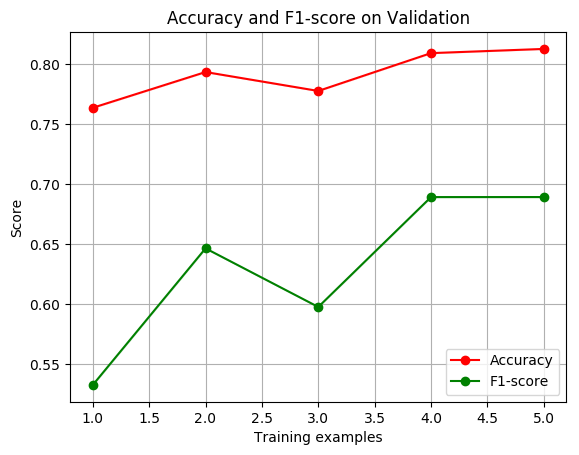 Accuracy and F1-score on Validation
0.80
0.75
0.70
0.65
0.60
0.55
Score
1.0 1.5 2.0 2.5 3.0 3.5 4.0 4.5 5.0
Training examples
Accuracy
F1-score